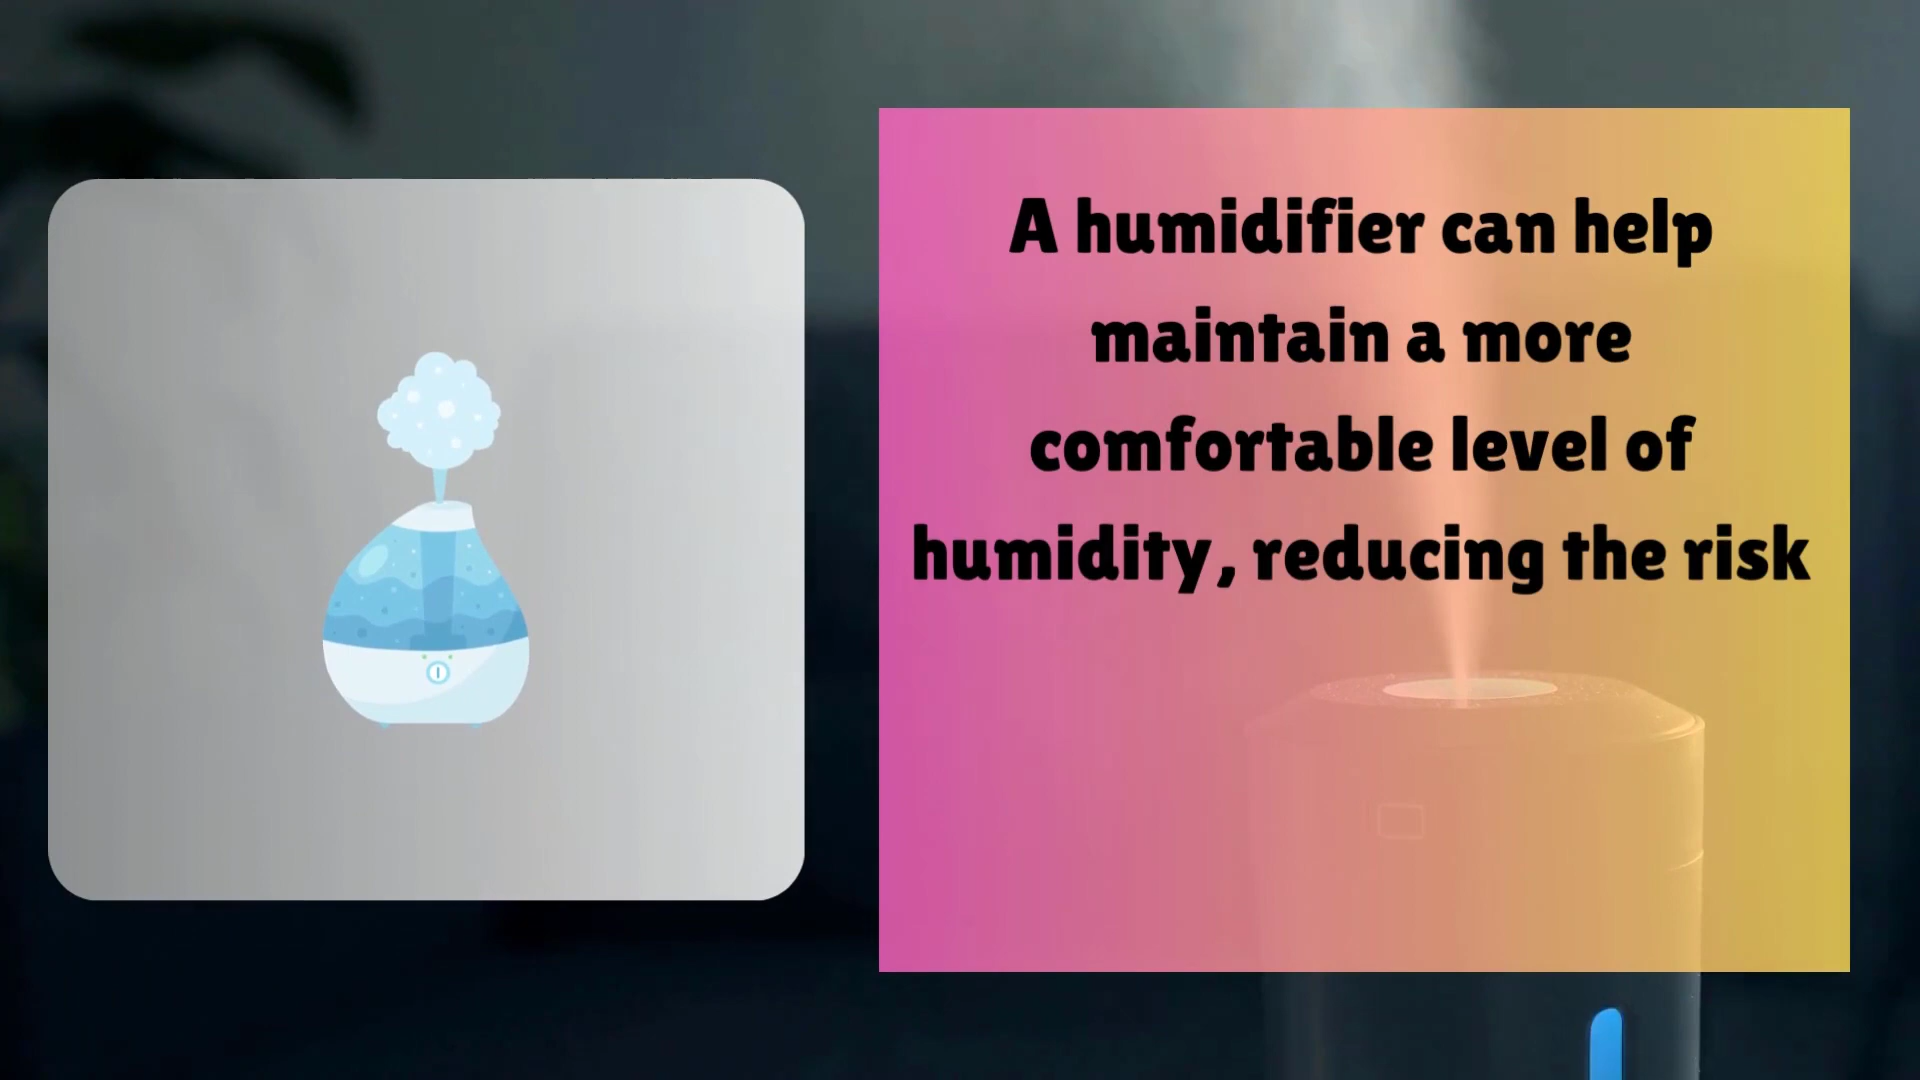 A humidifier can help
maintain a more
comfortable level of
humidity, reducing the risk